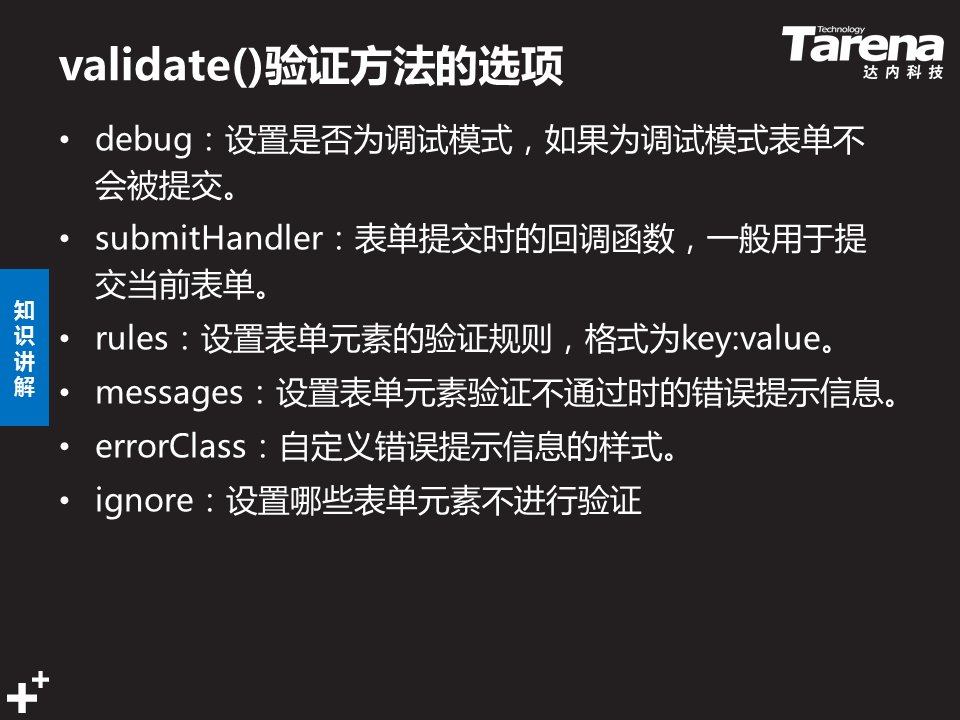 validate()验证方法的选项
Technology
Tarena
达内科技
• debug：设置是否为调试模式，如果为调试模式表单不
会被提交。
• submitHandler：表单提交时的回调函数，一般用于提
交当前表单。
• rules：设置表单元素的验证规则，格式为key:value。
• messages：设置表单元素验证不通过时的错误提示信息。
• errorClass：自定义错误提示信息的样式。
• ignore：设置哪些表单元素不进行验证
知
识
讲
解